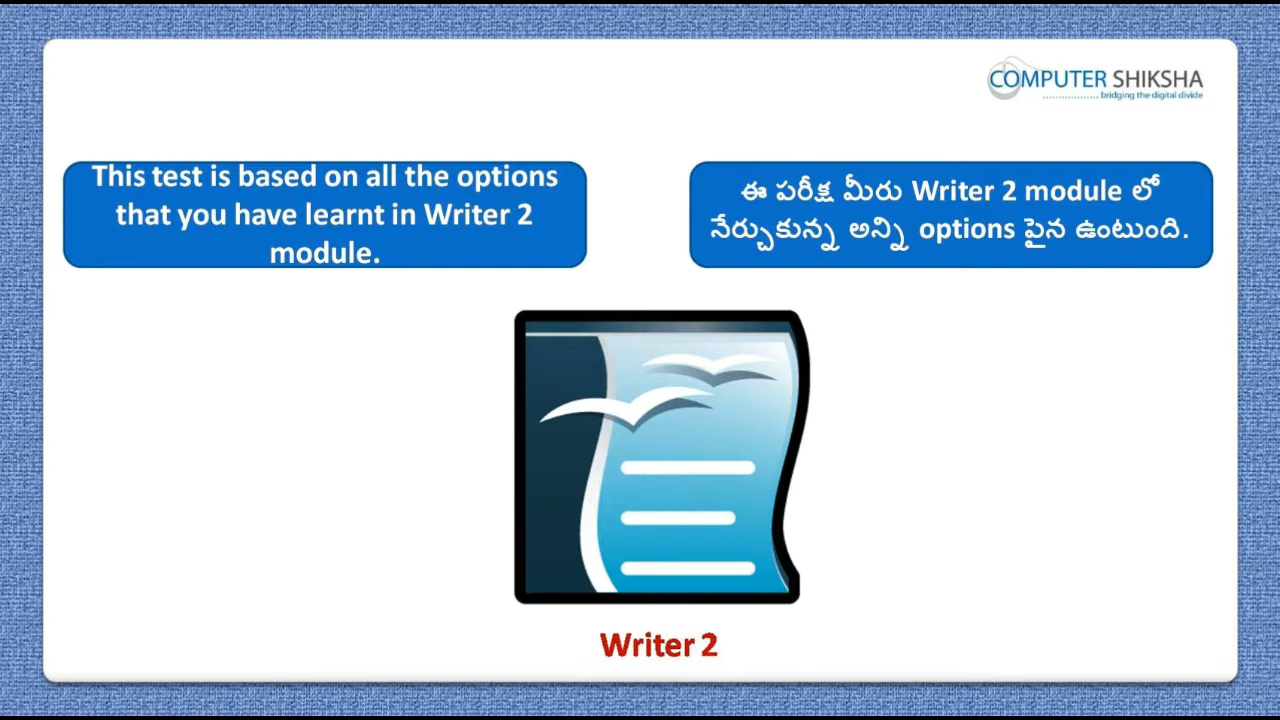 COMPUTER SHIKSHA
bridging the digital divide
This test is based on all the options
that you have learnt in Writer 2
module.
ఈ పరీక్ష మీరు Writer 2 module లో
నేర్చుకున్న అన్ని options పైన ఉంటుంది.
Writer 2